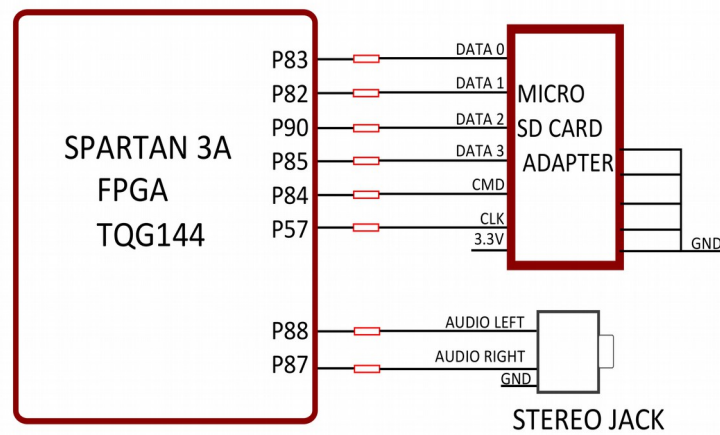 SPARTAN 3A
FPGA
TQG144
P83
P82
P90
P85
P84
P57
P88
P87
DATA 0
DATA 1
DATA 2
DATA 3
CMD
CLK
3.3V
MICRO
SD CARD
ADAPTER
GND
AUDIO LEFT
AUDIO RIGHT
GND
STEREO JACK